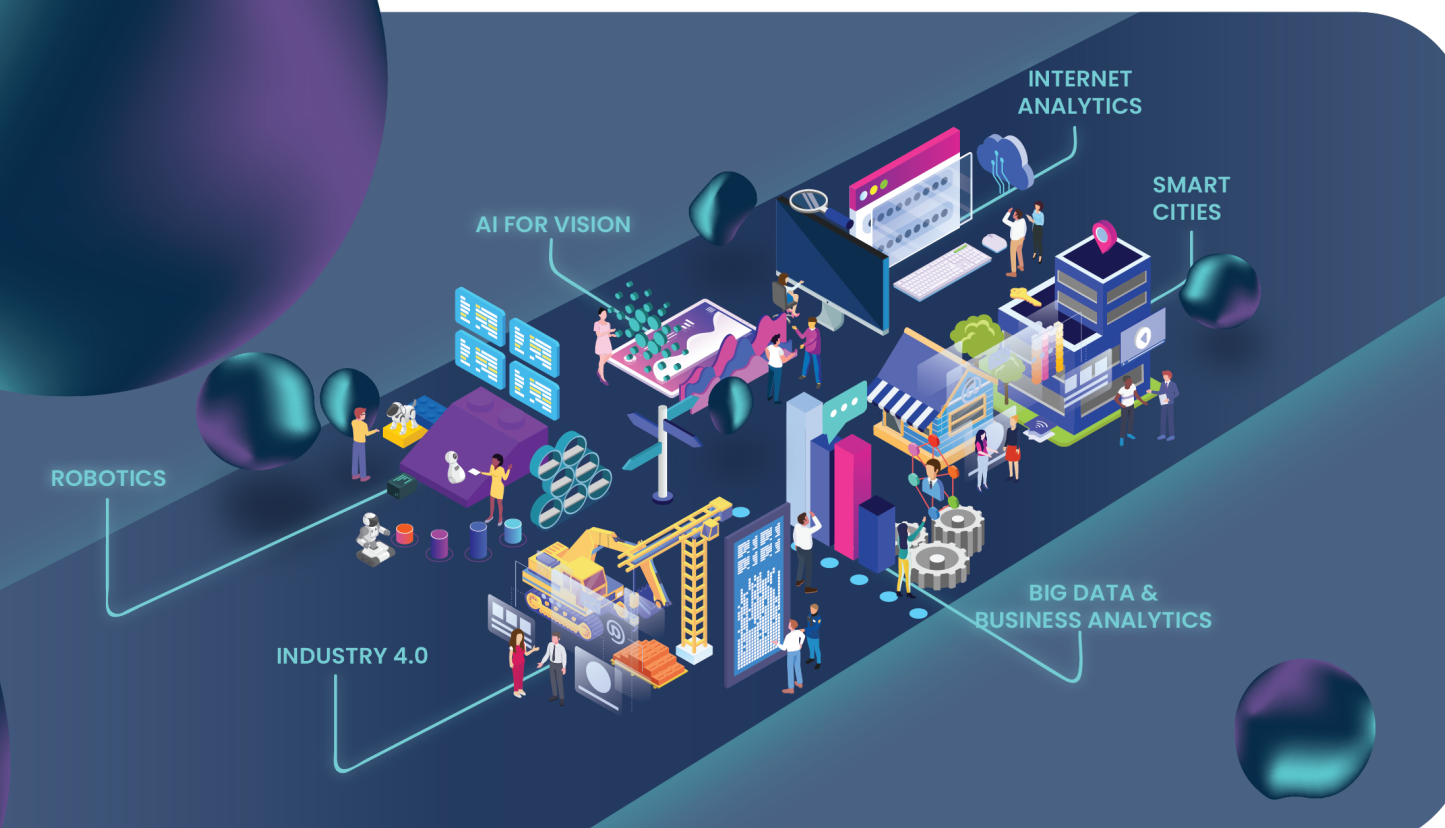 INTERNET
ANALYTICS
SMART
CITIES
AI FOR VISION
ROBOTICS
BIG DATA &
BUSINESS ANALYTICS
INDUSTRY 4.0